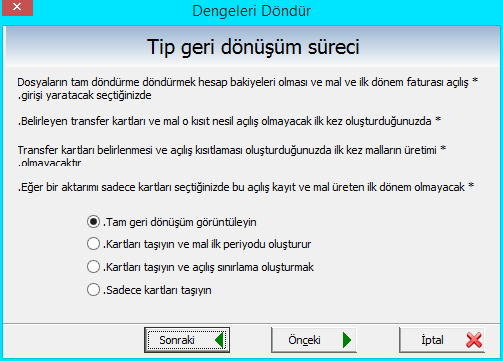 Dengeleri Döndür
Tip geri dönüşüm süreci
Dosyaların tam döndürme döndürmek hesap bakiyeleri olması ve mal ve ilk dönem faturası açılış *
.girişi yaratacak seçtiğinizde
.Belirleyen transfer kartları ve mal o kısıt nesil açılış olmayacak ilk kez oluşturduğunuzda *
Transfer kartları belirlenmesi ve açılış kısıtlaması oluşturduğunuzda ilk kez malların üretimi *
.olmayacaktır
.Eğer bir aktarımı sadece kartları seçtiğinizde bu açılış kayıt ve mal üreten ilk dönem olmayacak *
.Tam geri dönüşüm görüntüleyin
.Kartları taşıyın ve mal ilk periyodu oluşturur
.Kartları taşıyın ve açılış sınırlama oluşturmak
.Sadece kartları taşıyın
Sonraki
Önceki
İptal